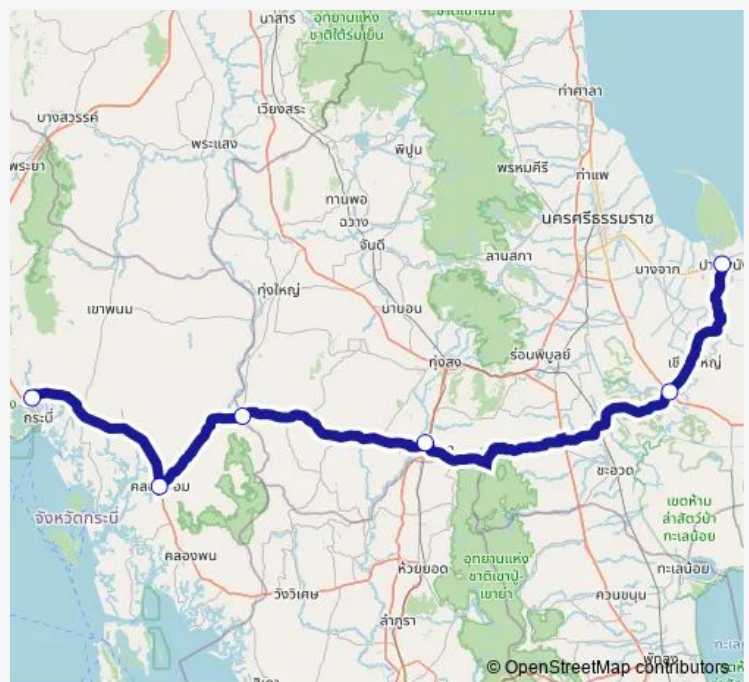 นาสาร
อุทยานแห่ง
ชาติใต้ร่มเย็น
ท่าศาลา
บางสวรรค์
เวียงสระ
พระแสง
พิปูน
พรหมคีรี
ท่าแพ
ทานพอ
ฉวาง
จันดี
นครศรีธรรมราช
ลานสกา
บางจาก
ทุ่งใหญ่
เขาพนม
นาบอน
ทุ่งสง
ร่อนพิบูลย์
กระบี่
ชะอวด
จังหวัดกระบี่
คลองพน
วังวิเศษ
ห้วยยอด
ลำภูรา
อุทยานแห่ง
ชาติเขาปู่-
เขาย่า
เขตห้าม
ล่าสัตว์ป่า
ทะเลน้อย
ทะเลน้อย
ควนขนุน
พัทลุง
© OpenStreetMap contributors